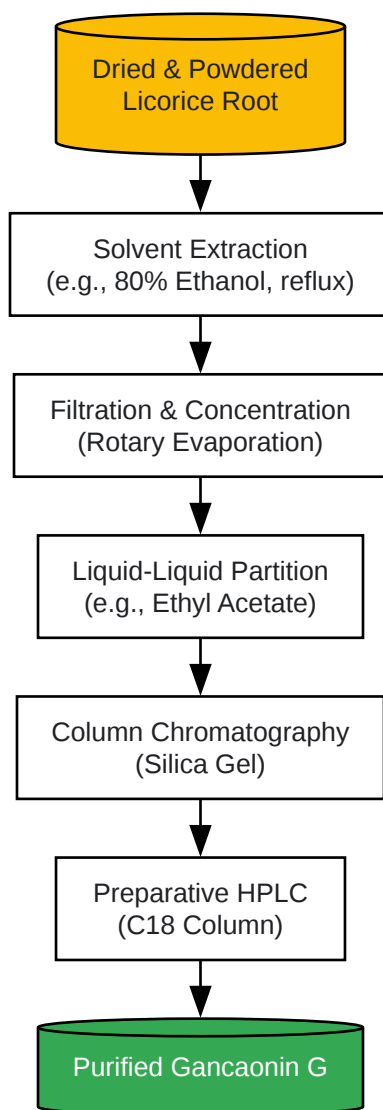 Dried & Powdered
Licorice Root
Solvent Extraction
(e.g., 80% Ethanol, reflux)
Filtration & Concentration
(Rotary Evaporation)
Liquid-Liquid Partition
(e.g., Ethyl Acetate)
Column Chromatography
(Silica Gel)
Preparative HPLC
(C18 Column)
Purified Gancaonin G